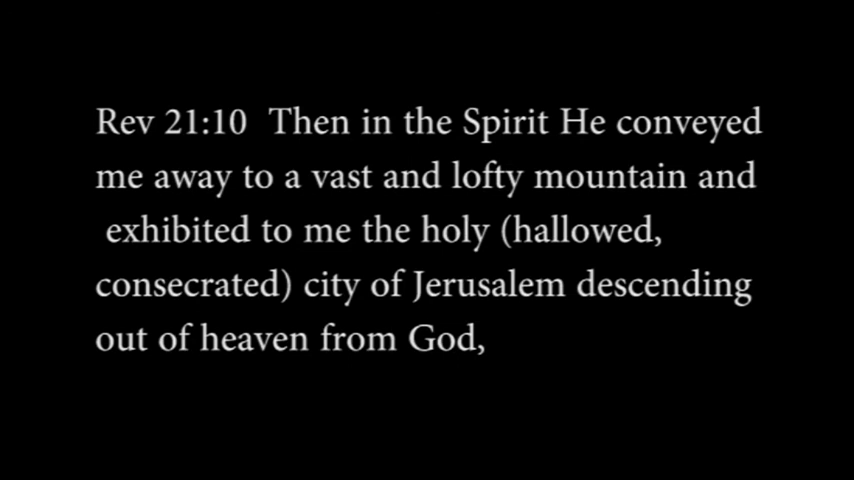 Rev 21:10  Then in the Spirit He conveyed
me away to a vast and lofty mountain and
exhibited to me the holy (hallowed,
consecrated) city of Jerusalem descending
out of heaven from God,